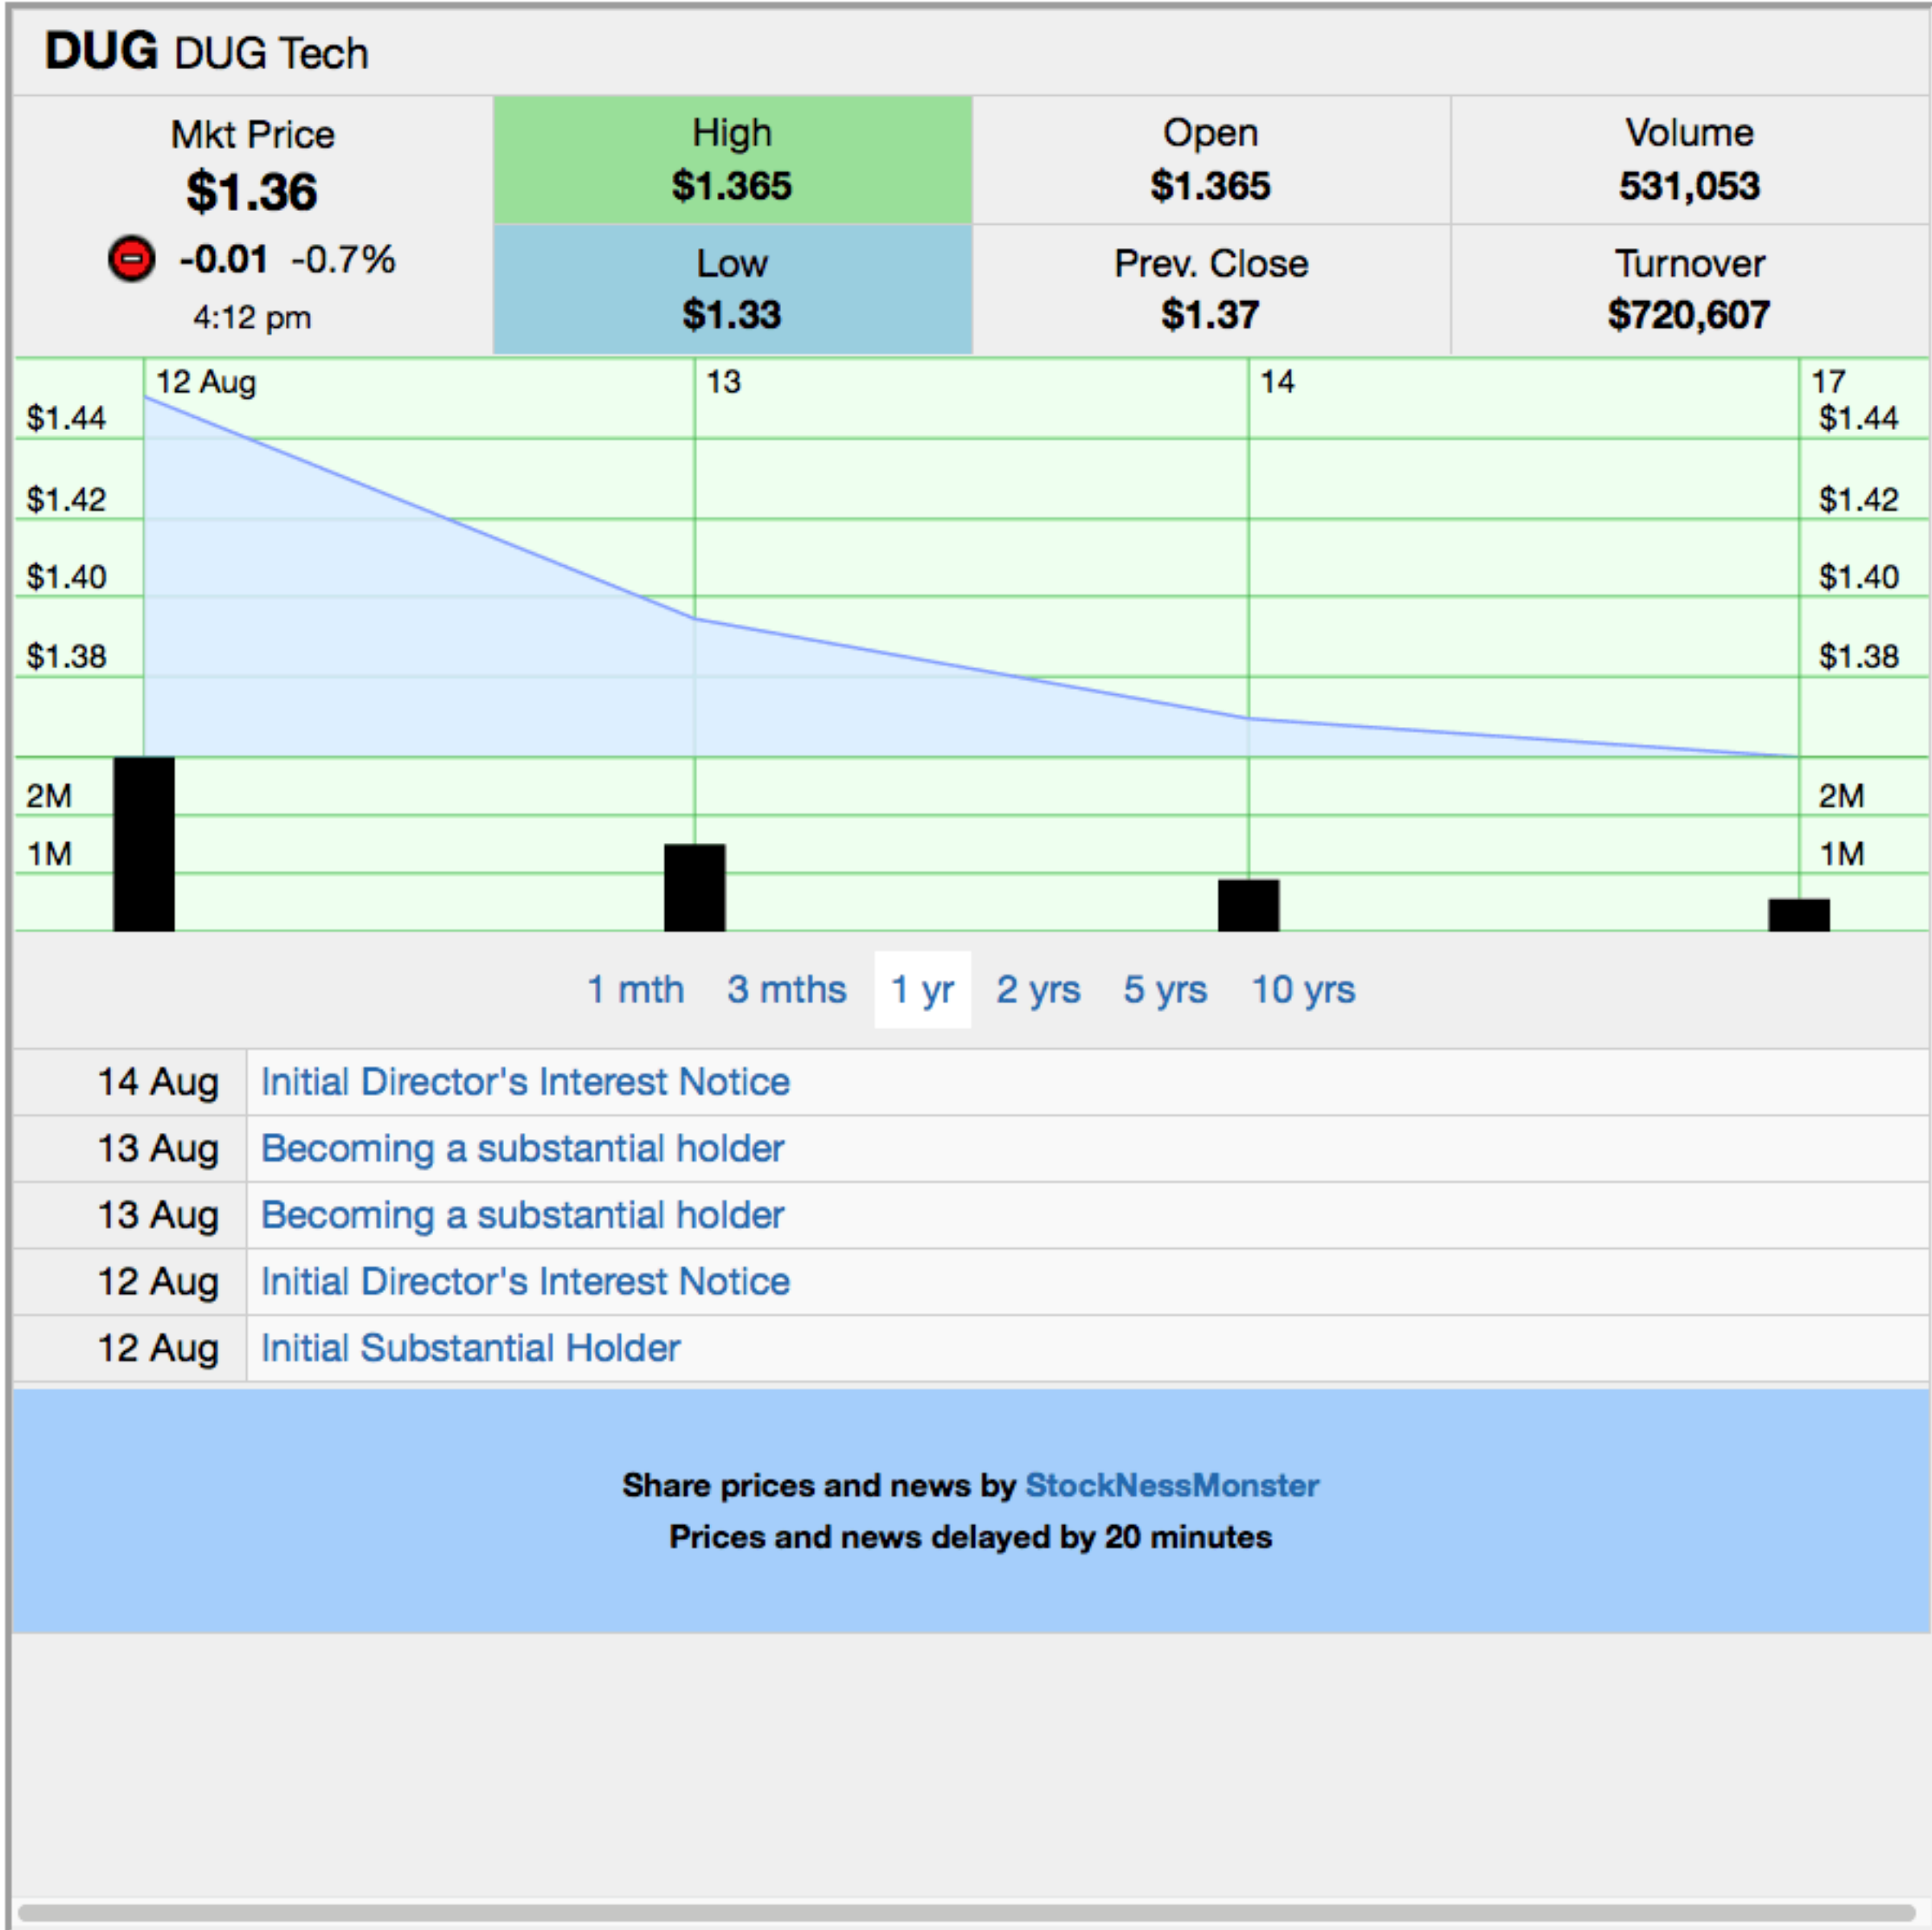 DUG DUG Tech
Mkt Price
$1.36
-0.01 -0.7%
4:12 pm
High
$1.365
Low
$1.33
Open
$1.365
Prev. Close
$1.37
Volume
531,053
Turnover
$720,607
12 Aug 13 14 17
$1.44 $1.44
$1.42 $1.42
$1.40 $1.40
$1.38 $1.38
2M 2M
1M 1M
1 mth 3 mths 1 yr 2 yrs 5 yrs 10 yrs
14 Aug Initial Director's Interest Notice
13 Aug Becoming a substantial holder
13 Aug Becoming a substantial holder
12 Aug Initial Director's Interest Notice
12 Aug Initial Substantial Holder
Share prices and news by StockNessMonster
Prices and news delayed by 20 minutes